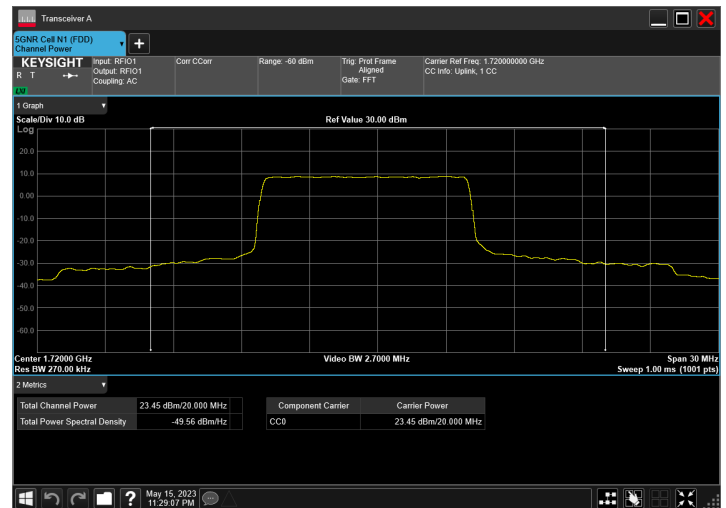 Transceiver A
5GNR Cell N1 (FDD)
Channel Power
KEYSIGHT
R T
LXI
Input: RFIO1
Output: RFIO1
Coupling: AC
Corr CCorr
Range: -60 dBm
Trig: Prot Frame
Aligned
Gate: FFT
Carrier Ref Freq: 1.720000000 GHz
CC Info: Uplink, 1 CC
1 Graph
Scale/Div 10.0 dB
Ref Value 30.00 dBm
Log
20.0
10.0
0.00
-10.0
-20.0
-30.0
-40.0
-50.0
-60.0
Center 1.72000 GHz
Video BW 2.7000 MHz
Span 30 MHz
Res BW 270.00 kHz
Sweep 1.00 ms (1001 pts)
2 Metrics
Total Channel Power 23.45 dBm/20.000 MHz
Total Power Spectral Density -49.56 dBm/Hz
Component Carrier Carrier Power
CC0 23.45 dBm/20.000 MHz
? May 15, 2023
11:29:07 PM